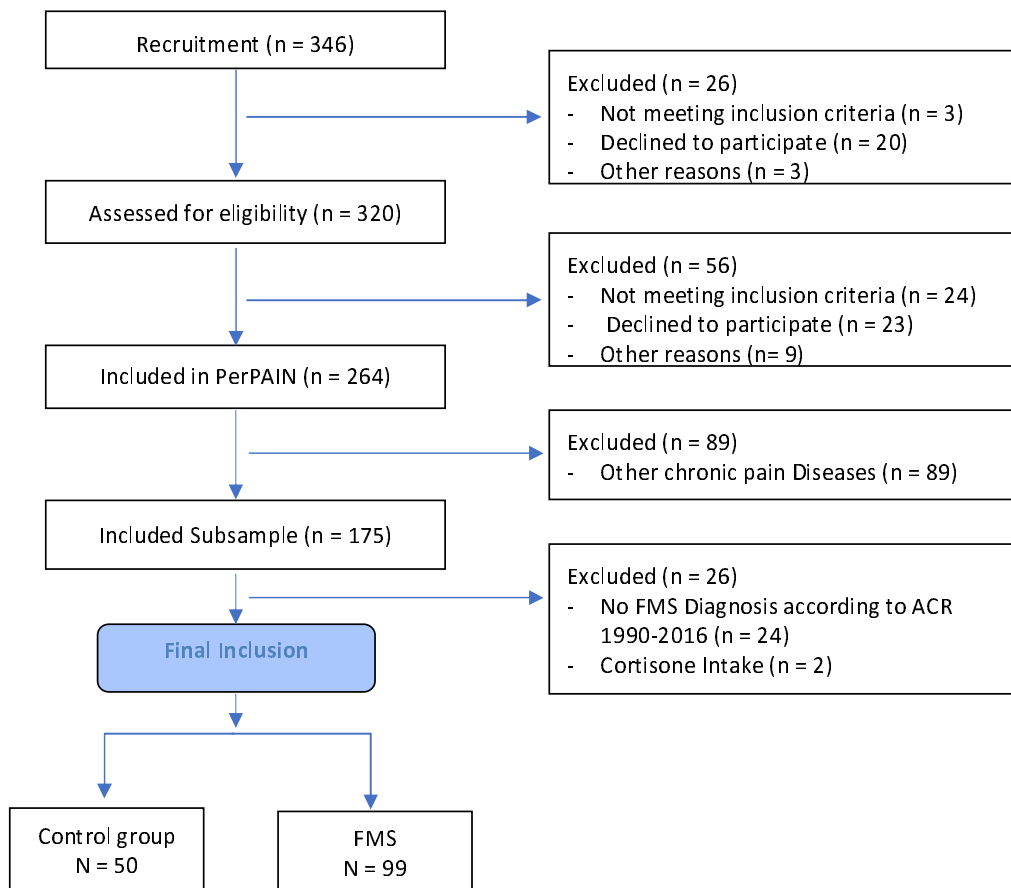 Recruitment (n = 346)
Excluded (n = 26)
- Not meeting inclusion criteria (n = 3)
- Declined to participate (n = 20)
- Other reasons (n = 3)
Assessed for eligibility (n = 320)
Excluded (n = 56)
- Not meeting inclusion criteria (n = 24)
- Declined to participate (n = 23)
- Other reasons (n= 9)
Included in PerPAIN (n = 264)
Excluded (n = 89)
- Other chronic pain Diseases (n = 89)
Included Subsample (n = 175)
Excluded (n = 26)
- No FMS Diagnosis according to ACR
1990-2016 (n = 24)
- Cortisone Intake (n = 2)
Final Inclusion
Control group
N = 50
FMS
N = 99